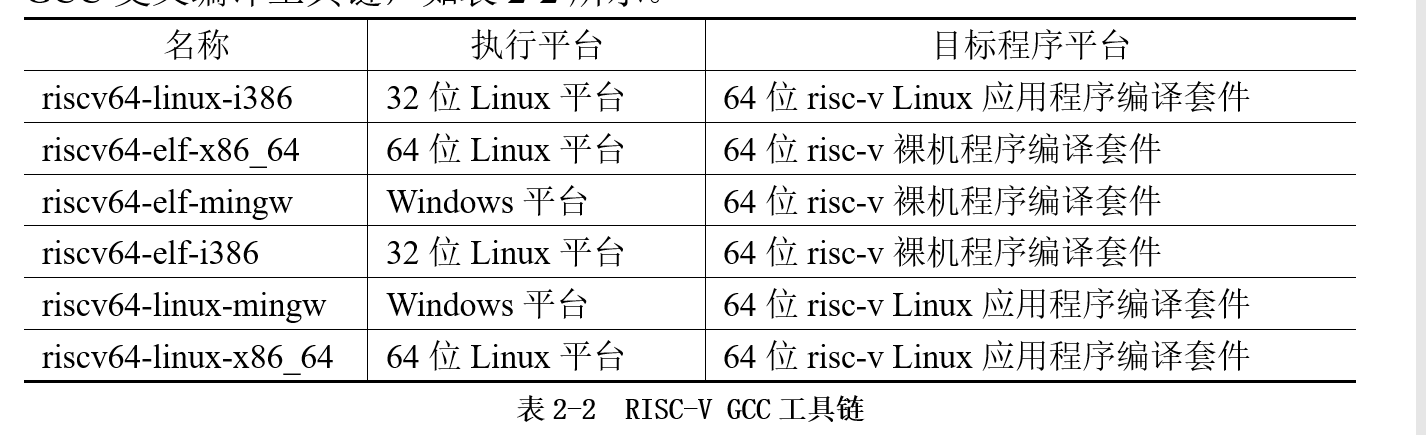 GCC 交叉编译工具链，如表 2-2 所示。
名称 执行平台 目标程序平台
riscv64-linux-i386 32 位 Linux 平台 64 位 risc-v Linux 应用程序编译套件
riscv64-elf-x86_64 64 位 Linux 平台 64 位 risc-v 裸机程序编译套件
riscv64-elf-mingw Windows 平台 64 位 risc-v 裸机程序编译套件
riscv64-elf-i386 32 位 Linux 平台 64 位 risc-v 裸机程序编译套件
riscv64-linux-mingw Windows 平台 64 位 risc-v Linux 应用程序编译套件
riscv64-linux-x86_64 64 位 Linux 平台 64 位 risc-v Linux 应用程序编译套件
表 2-2 RISC-V GCC 工具链